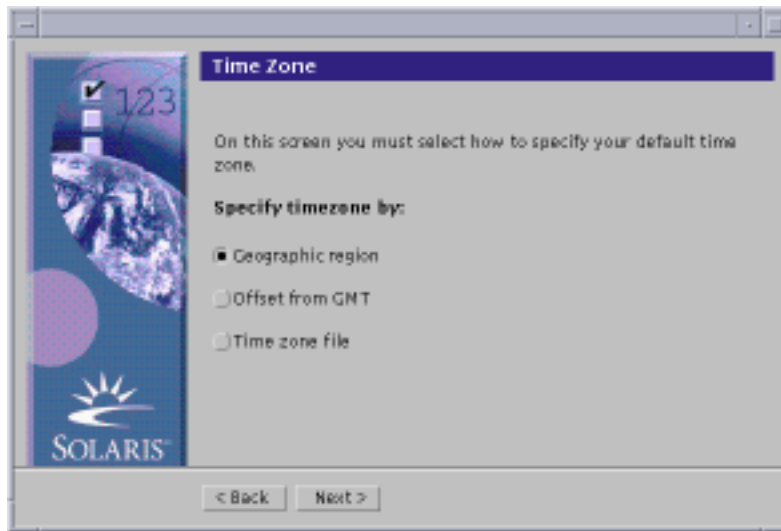 Time Zone
123
On this screen you must select how to specify your default time
zone.
Specify timezone by:
Geographic region
Offset from GMT
Time zone file
SOLARIS™
< Back
Next >